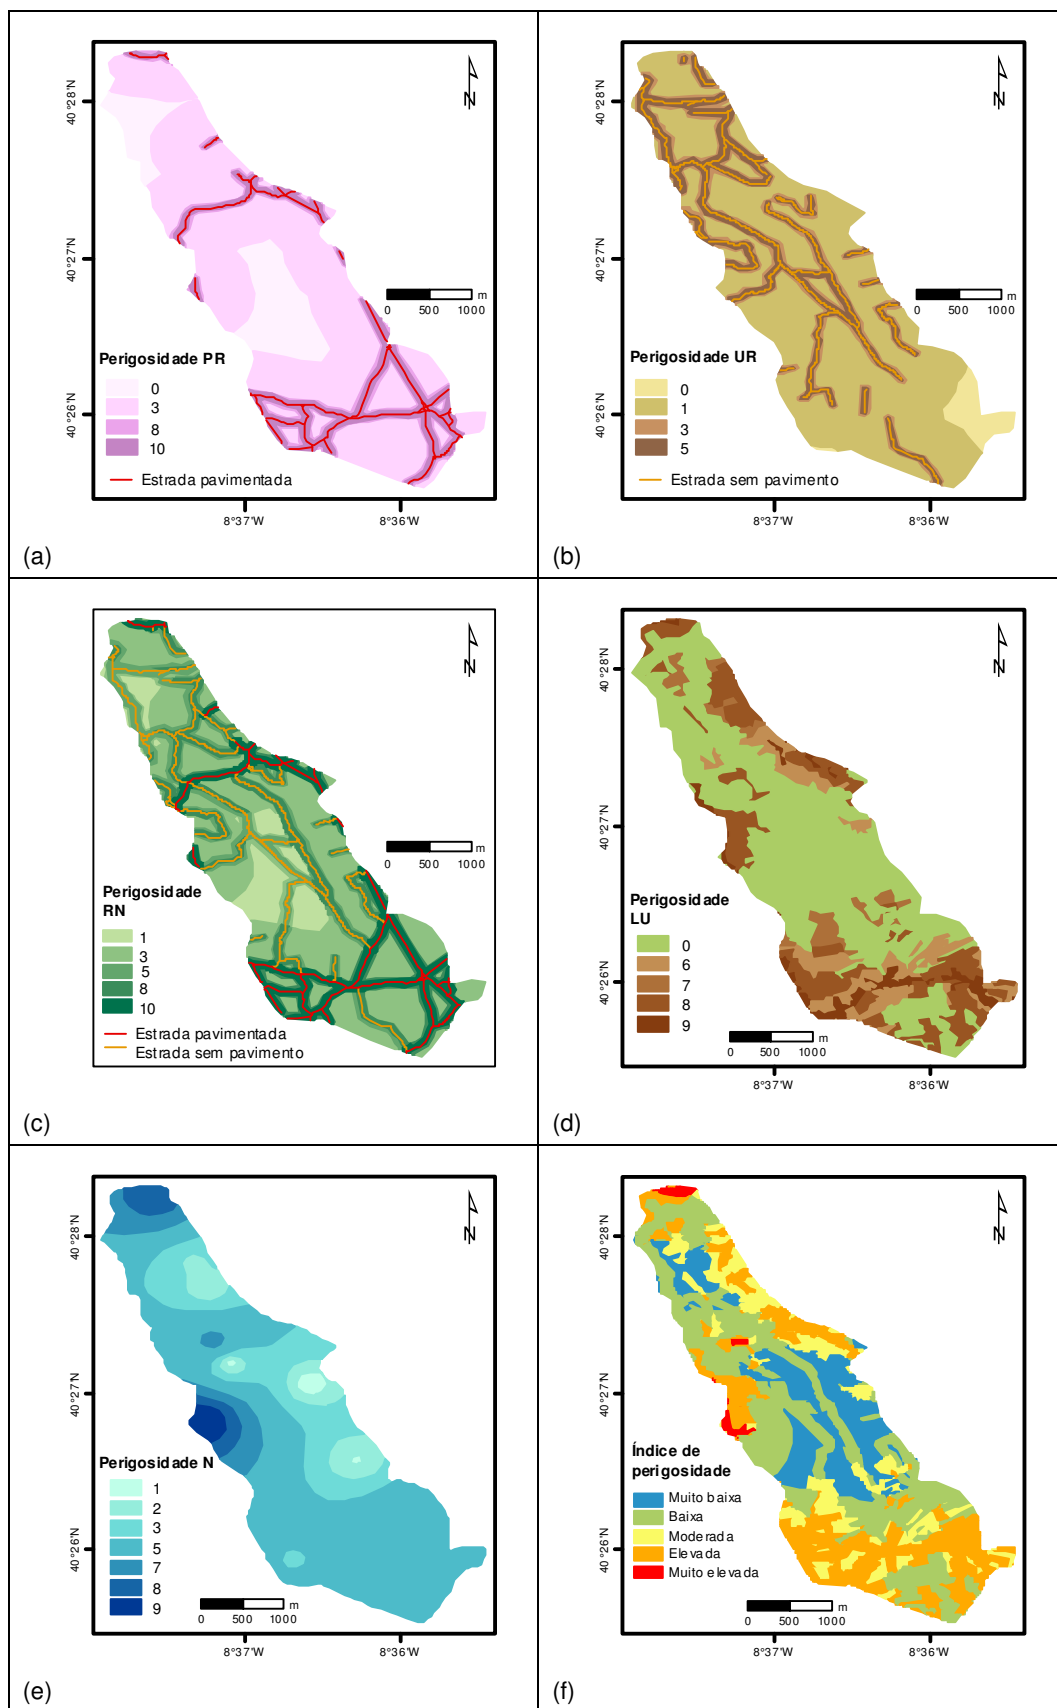 N
40°28'N
40°27'N
40°26'N
m
0 500 1000
Perigosidade PR
0
3
8
10
Estrada pavimentada
8°37'W 8°36'W
(a)
N
40°28'N
40°27'N
40°26'N
m
0 500 1000
Perigosidade UR
0
1
3
5
Estrada sem pavimento
8°37'W 8°36'W
(b)
N
m
0 500 1000
Perigosidade
RN
1
3
5
8
10
Estrada pavimentada
Estrada sem pavimento
(c)
N
40°28'N
40°27'N
40°26'N
Perigosidade
LU
0
6
7
8
9
m
0 500 1000
8°37'W 8°36'W
(d)
N
40°28'N
40°27'N
40°26'N
Perigosidade N
1
2
3
5
7
8
9
m
0 500 1000
8°37'W 8°36'W
(e)
N
40°28'N
40°27'N
40°26'N
Índice de
perigosidade
Muito baixa
Baixa
Moderada
Elevada
Muito elevada
m
0 500 1000
8°37'W 8°36'W
(f)